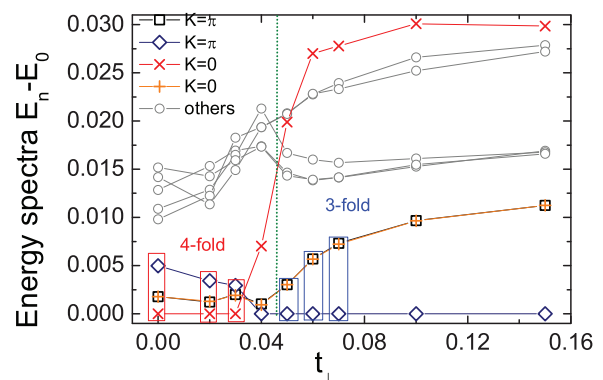 K=π
K=π
K=0
K=0
others
Energy spectra E_n-E_0
0.030
0.025
0.020
0.015
0.010
0.005
0.000
4-fold
3-fold
0.00 0.04 0.08 0.12 0.16
t_⊥